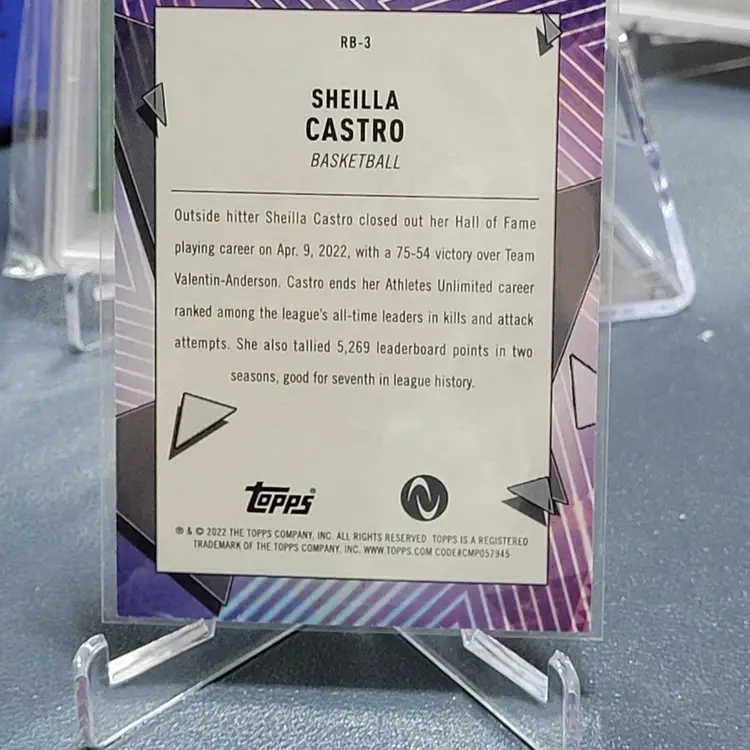 RB-3
SHEILLA
CASTRO
BASKETBALL
Outside hitter Sheilla Castro closed out her Hall of Fame
playing career on Apr. 9, 2022, with a 75-54 victory over Team
Valentin-Anderson. Castro ends her Athletes Unlimited career
ranked among the league's all-time leaders in kills and attack
attempts. She also tallied 5,269 leaderboard points in two
seasons, good for seventh in league history.
topps®
® & © 2022 THE TOPPS COMPANY, INC. ALL RIGHTS RESERVED. TOPPS IS A REGISTERED
TRADEMARK OF THE TOPPS COMPANY, INC. WWW.TOPPS.COM CODE#CMP057945